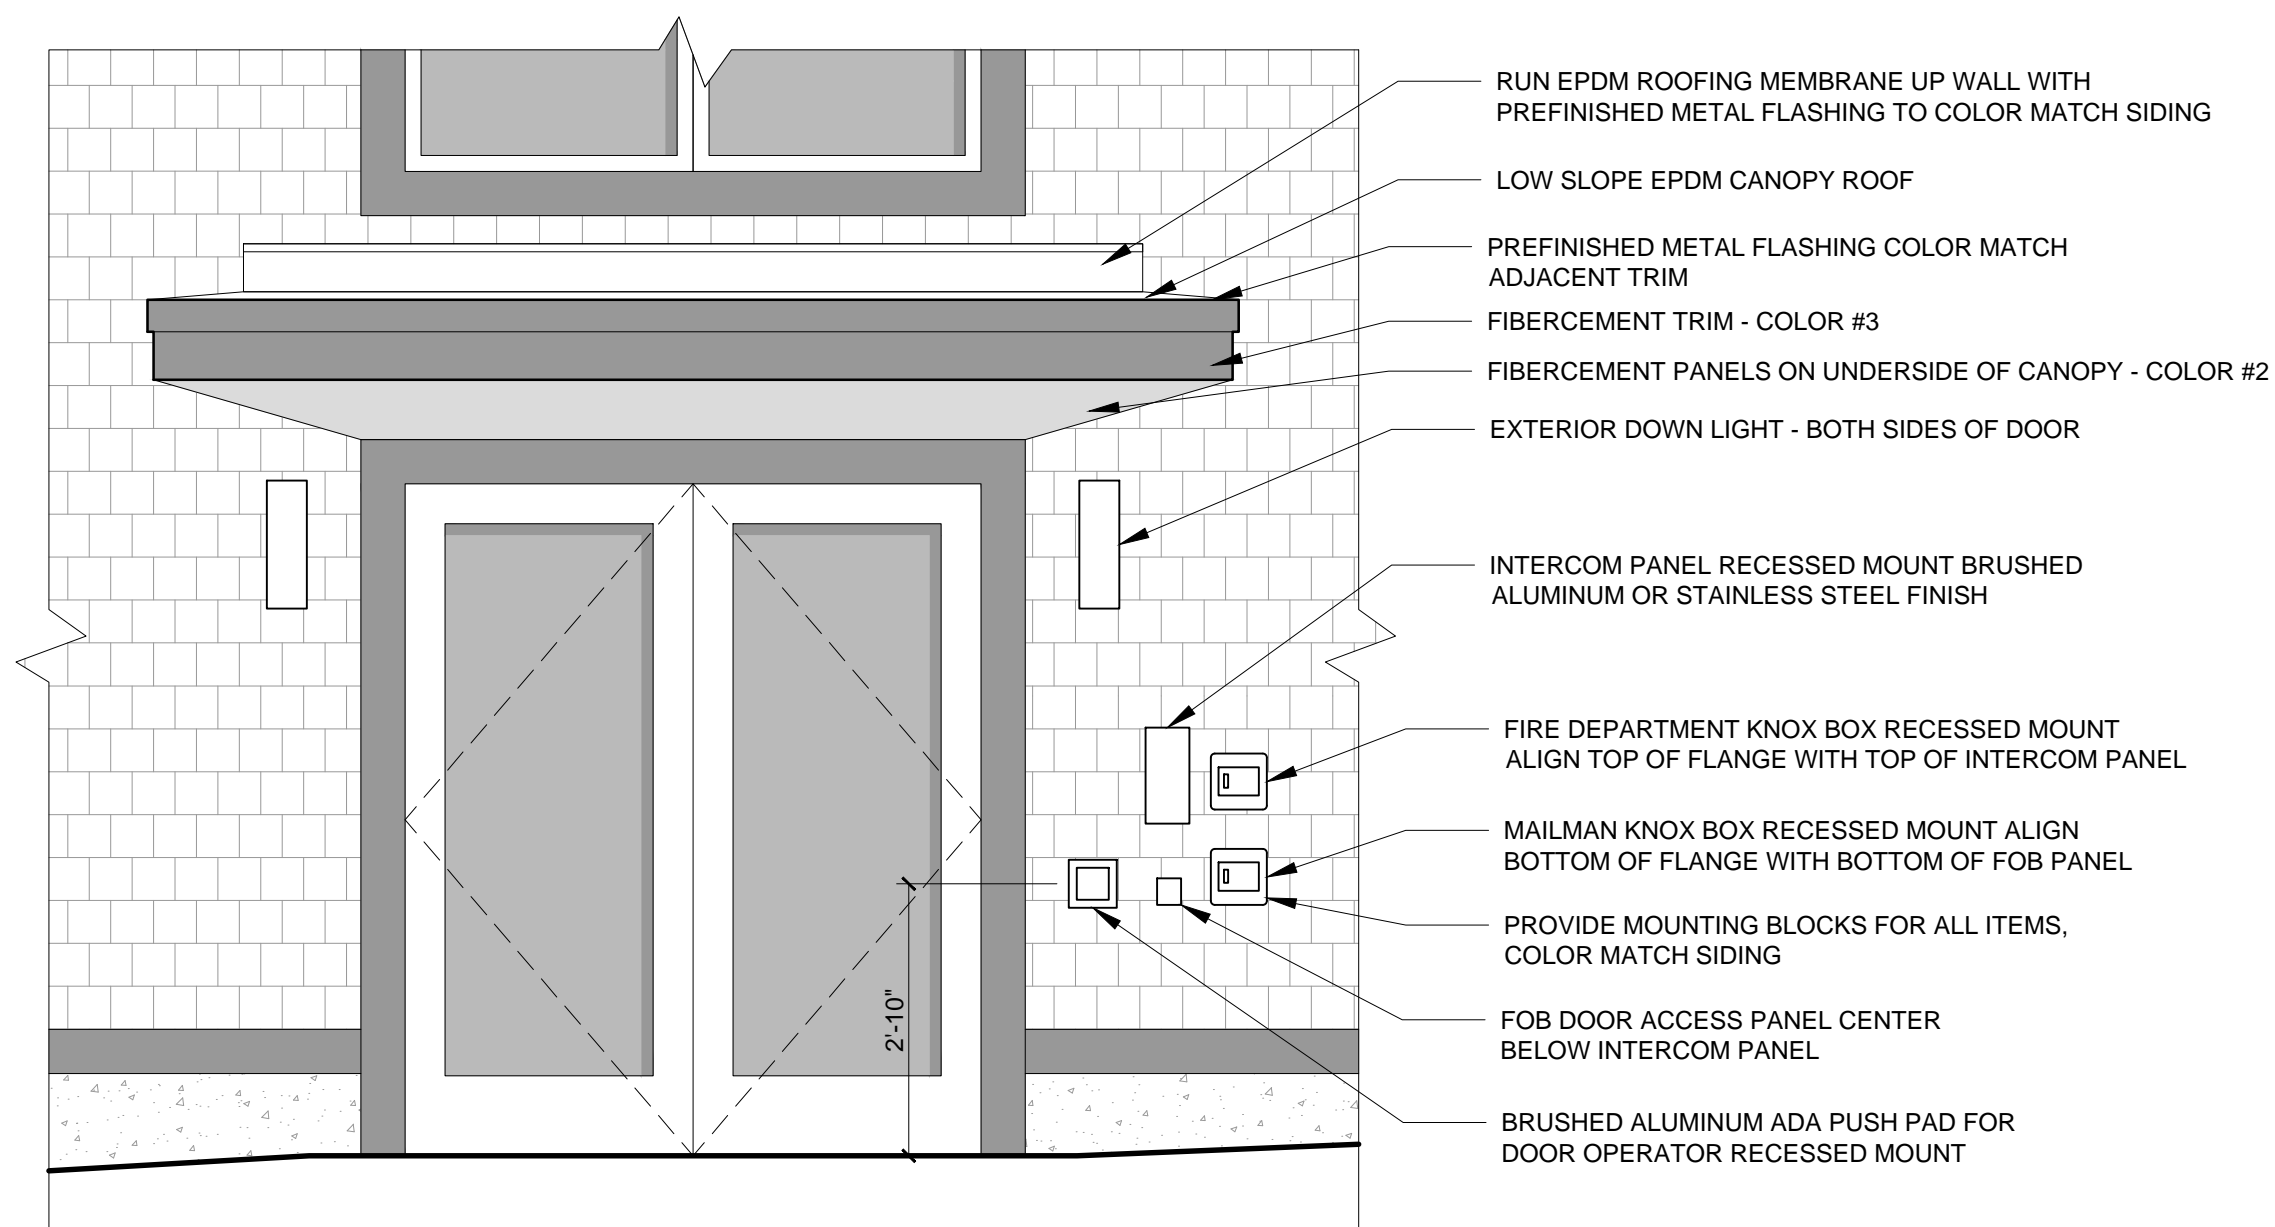 RUN EPDM ROOFING MEMBRANE UP WALL WITH
PREFINISHED METAL FLASHING TO COLOR MATCH SIDING
LOW SLOPE EPDM CANOPY ROOF
PREFINISHED METAL FLASHING COLOR MATCH
ADJACENT TRIM
FIBERCEMENT TRIM - COLOR #3
FIBERCEMENT PANELS ON UNDERSIDE OF CANOPY - COLOR #2
EXTERIOR DOWN LIGHT - BOTH SIDES OF DOOR
INTERCOM PANEL RECESSED MOUNT BRUSHED
ALUMINUM OR STAINLESS STEEL FINISH
FIRE DEPARTMENT KNOX BOX RECESSED MOUNT
ALIGN TOP OF FLANGE WITH TOP OF INTERCOM PANEL
MAILMAN KNOX BOX RECESSED MOUNT ALIGN
BOTTOM OF FLANGE WITH BOTTOM OF FOB PANEL
PROVIDE MOUNTING BLOCKS FOR ALL ITEMS,
COLOR MATCH SIDING
FOB DOOR ACCESS PANEL CENTER
BELOW INTERCOM PANEL
BRUSHED ALUMINUM ADA PUSH PAD FOR
DOOR OPERATOR RECESSED MOUNT
2'-10"